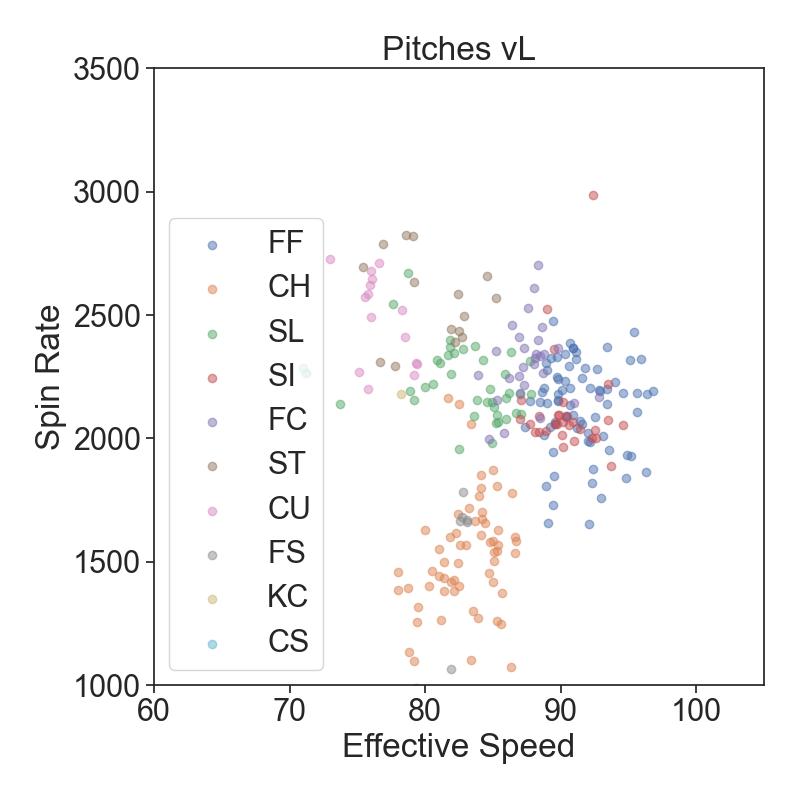 Pitches vL
3500
3000
2500
2000
1500
1000
Spin Rate
FF
CH
SL
SI
FC
ST
CU
FS
KC
CS
60 70 80 90 100
Effective Speed